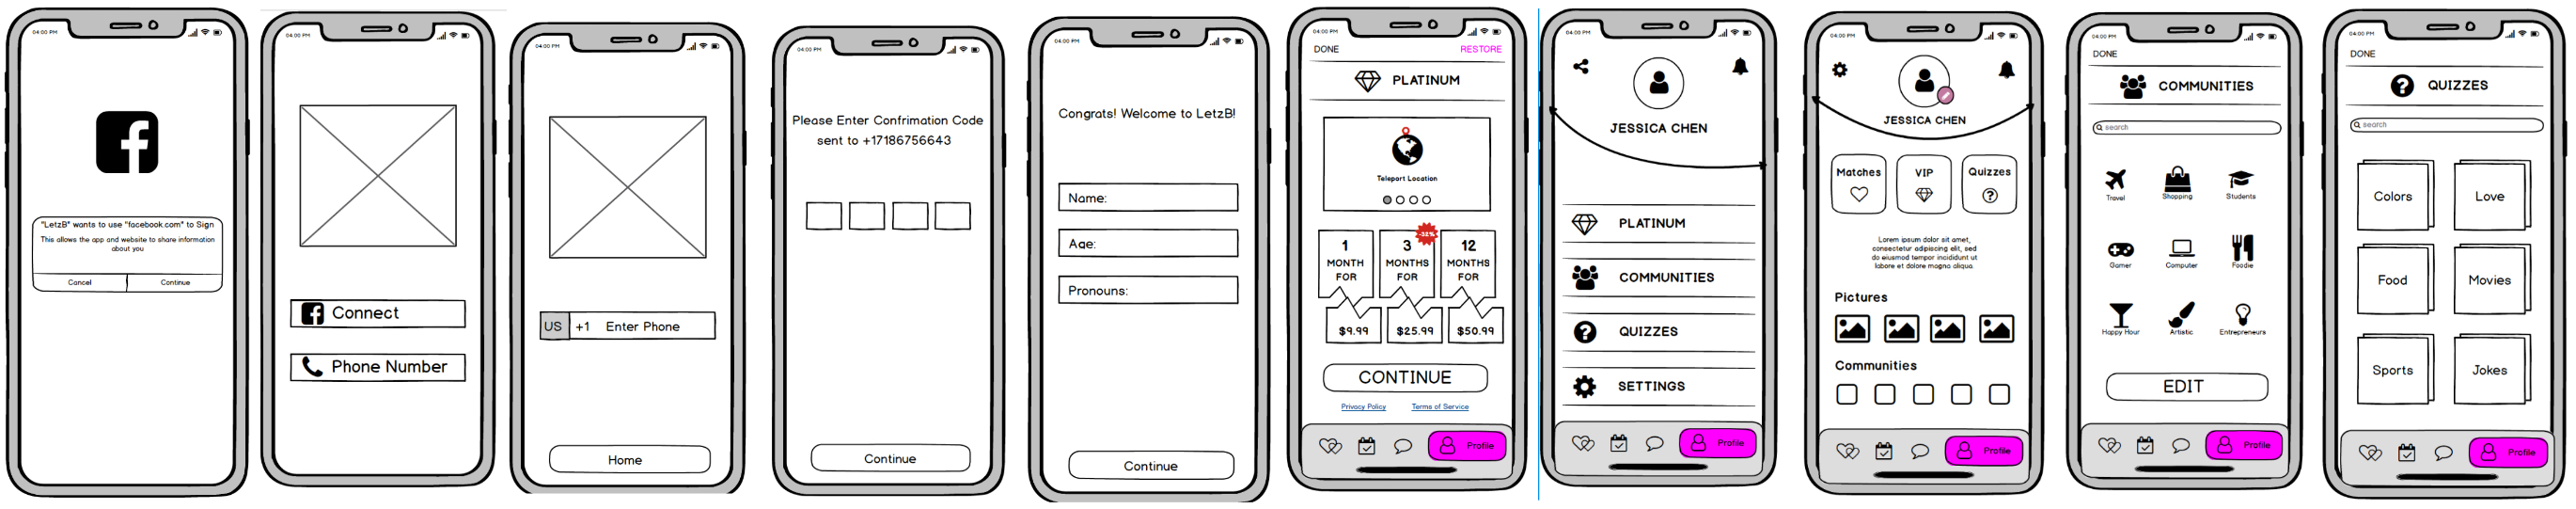 04:00 PM
"LetzB" wants to use "facebook.com" to Sign
This allows the app and website to share information
about you
Cancel
Continue
04:00 PM
Connect
Phone Number
04:00 PM
US +1 Enter Phone
Home
04:00 PM
Please Enter Confrimation Code
sent to +17186756643
Continue
04:00 PM
Congrats! Welcome to LetzB!
Name:
Age:
Pronouns:
Continue
04:00 PM
DONE
RESTORE
PLATINUM
Teleport Location
-32%
1
MONTH
FOR
$9.99
3
MONTHS
FOR
$25.99
12
MONTHS
FOR
$50.99
CONTINUE
Privacy Policy
Terms of Service
Profile
04:00 PM
JESSICA CHEN
PLATINUM
COMMUNITIES
QUIZZES
SETTINGS
Profile
04:00 PM
JESSICA CHEN
Matches
VIP
Quizzes
Lorem ipsum dolor sit amet,
consectetur adipiscing elit, sed
do eiusmod tempor incididunt ut
labore et dolore magna aliqua.
Pictures
Communities
Profile
04:00 PM
DONE
COMMUNITIES
search
Travel
Shopping
Students
Gamer
Computer
Foodie
Happy Hour
Artistic
Entrepreneurs
EDIT
Profile
04:00 PM
DONE
QUIZZES
search
Colors
Love
Food
Movies
Sports
Jokes
Profile